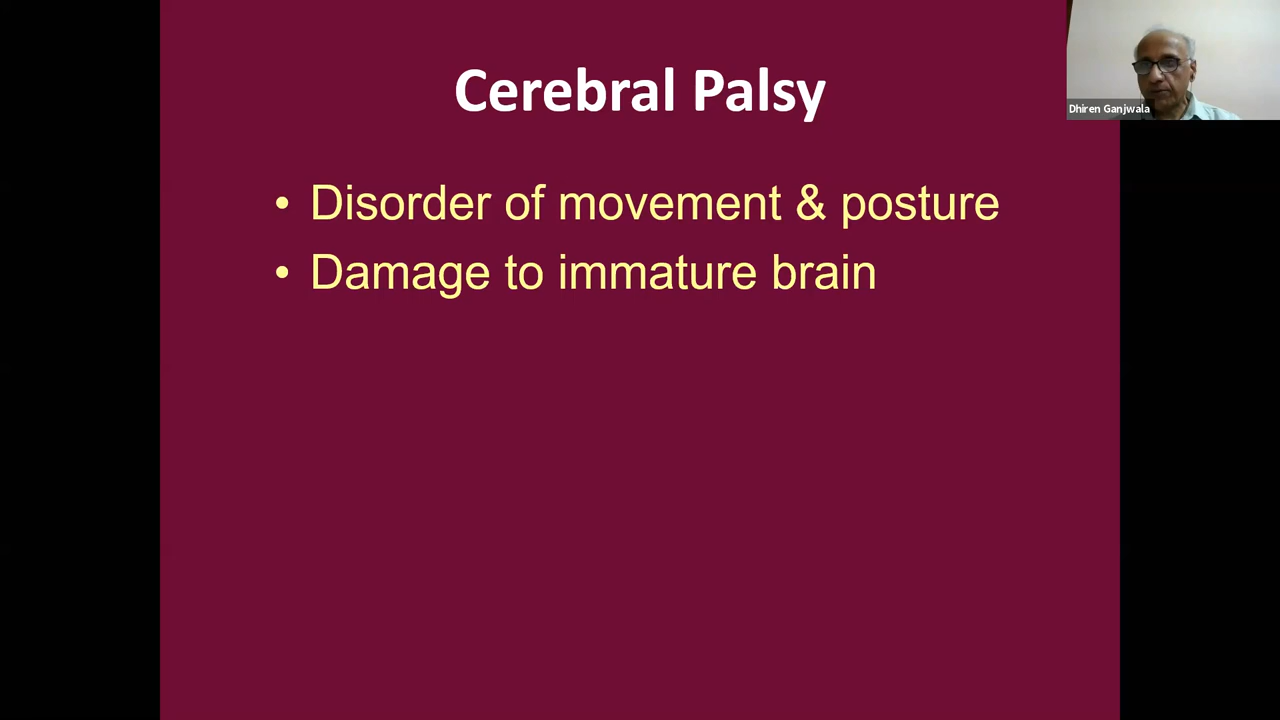 Cerebral Palsy
Dhiren Ganjwala
• Disorder of movement & posture
• Damage to immature brain